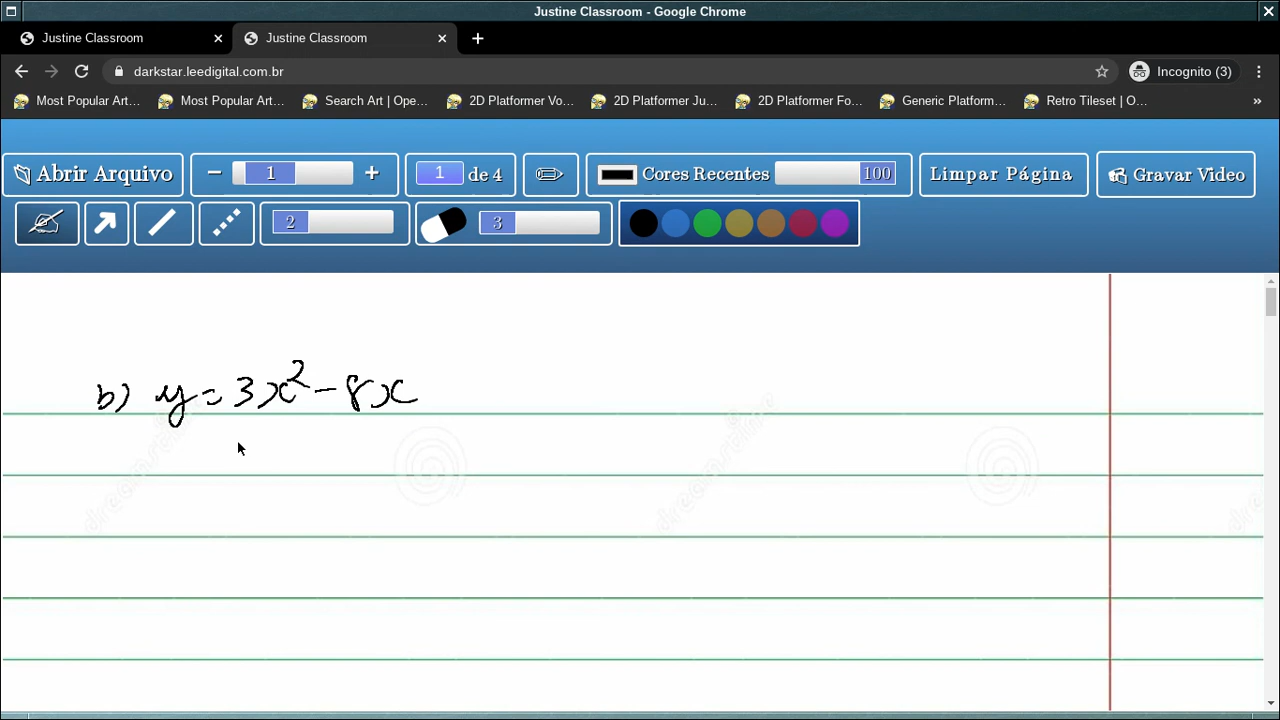 Justine Classroom - Google Chrome
Justine Classroom
Justine Classroom
darkstar.leedigital.com.br
Incognito (3)
Most Popular Art...
Most Popular Art...
Search Art | Ope...
2D Platformer Vo...
2D Platformer Ju...
2D Platformer Fo...
Generic Platform...
Retro Tileset | O...
»
Abrir Arquivo
− 1 +
1 de 4
Cores Recentes 100
Limpar Página
Gravar Video
2
3
b) y = 3x² - 8x
dreamstime
dreamstime